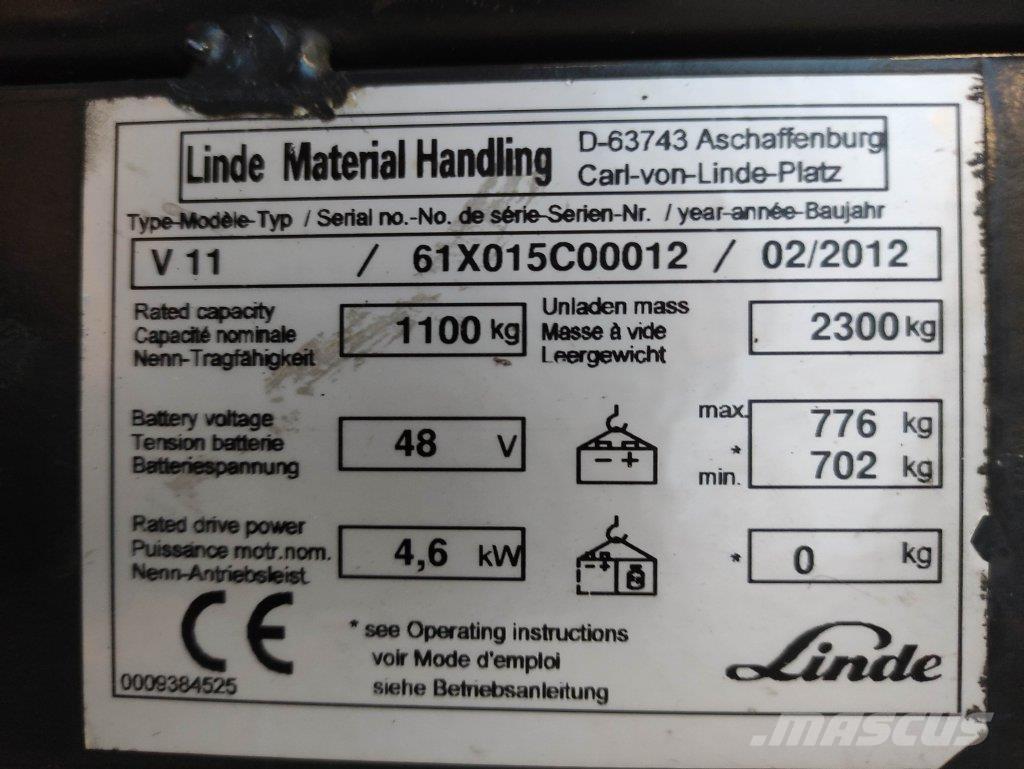 Linde Material Handling
D-63743 Aschaffenburg
Carl-von-Linde-Platz
Type-Modèle-Typ / Serial no.-No. de série-Serien-Nr. / year-année-Baujahr
V 11 / 61X015C00012 / 02/2012
Rated capacity
Capacité nominale
Nenn-Tragfähigkeit
1100 kg
Unladen mass
Masse à vide
Leergewicht
2300 kg
Battery voltage
Tension batterie
Batteriespannung
48 V
- +
max. 776 kg
*
min. 702 kg
Rated drive power
Puissance motr.nom.
Nenn-Antriebsleist.
4,6 kW
- +
* 0 kg
CE
0009384525
* see Operating instructions
voir Mode d'emploi
siehe Betriebsanleitung
Linde
MASCUS